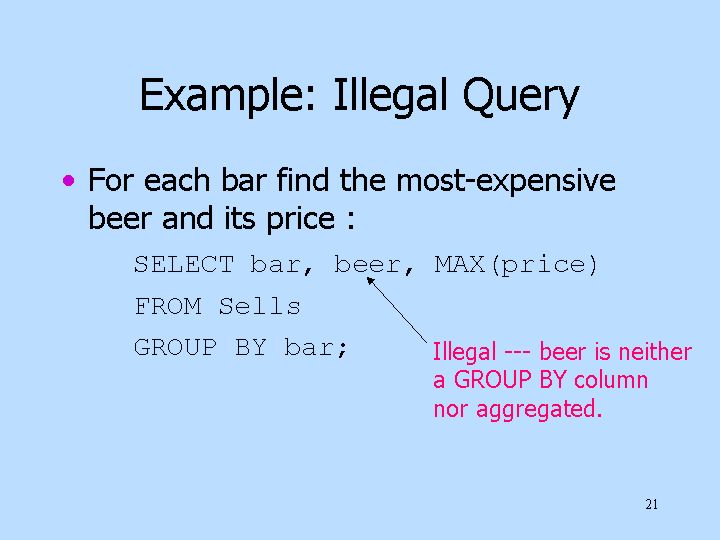 Example: Illegal Query
• For each bar find the most-expensive
beer and its price :
SELECT bar, beer, MAX(price)
FROM Sells
GROUP BY bar;
Illegal --- beer is neither
a GROUP BY column
nor aggregated.
21